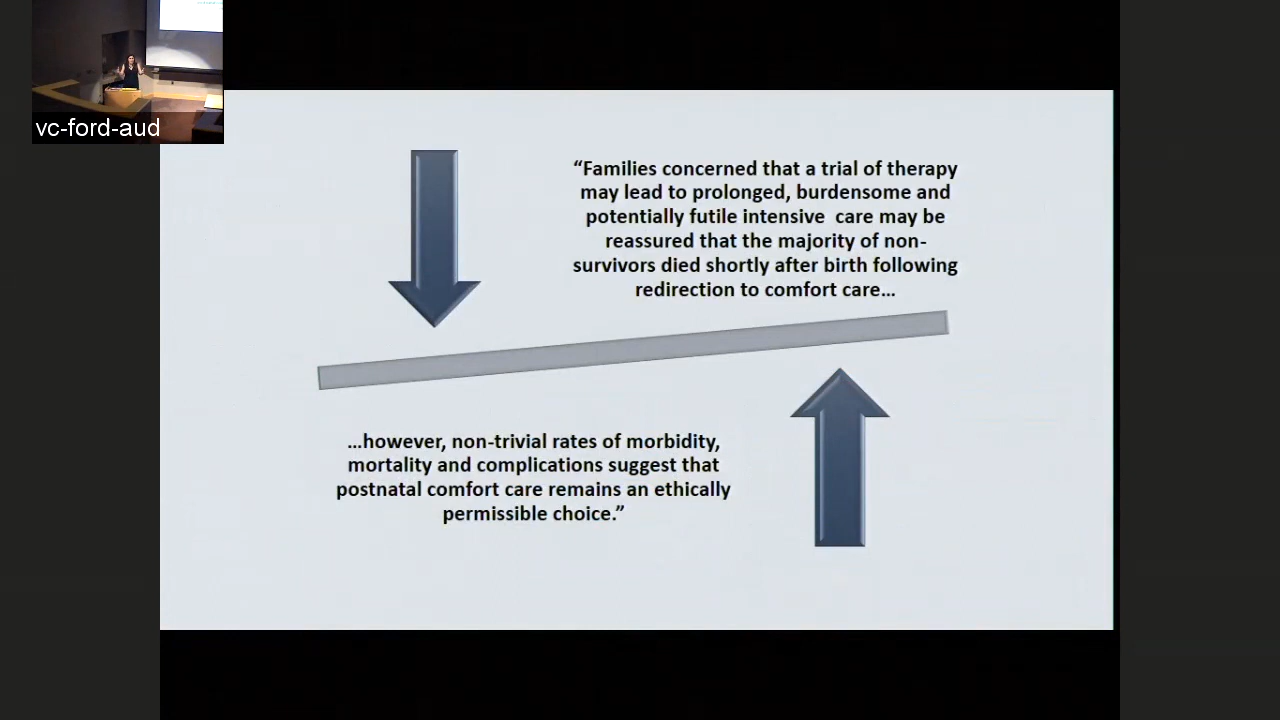 vc-ford-aud
“Families concerned that a trial of therapy
may lead to prolonged, burdensome and
potentially futile intensive care may be
reassured that the majority of non-
survivors died shortly after birth following
redirection to comfort care…
…however, non-trivial rates of morbidity,
mortality and complications suggest that
postnatal comfort care remains an ethically
permissible choice.”